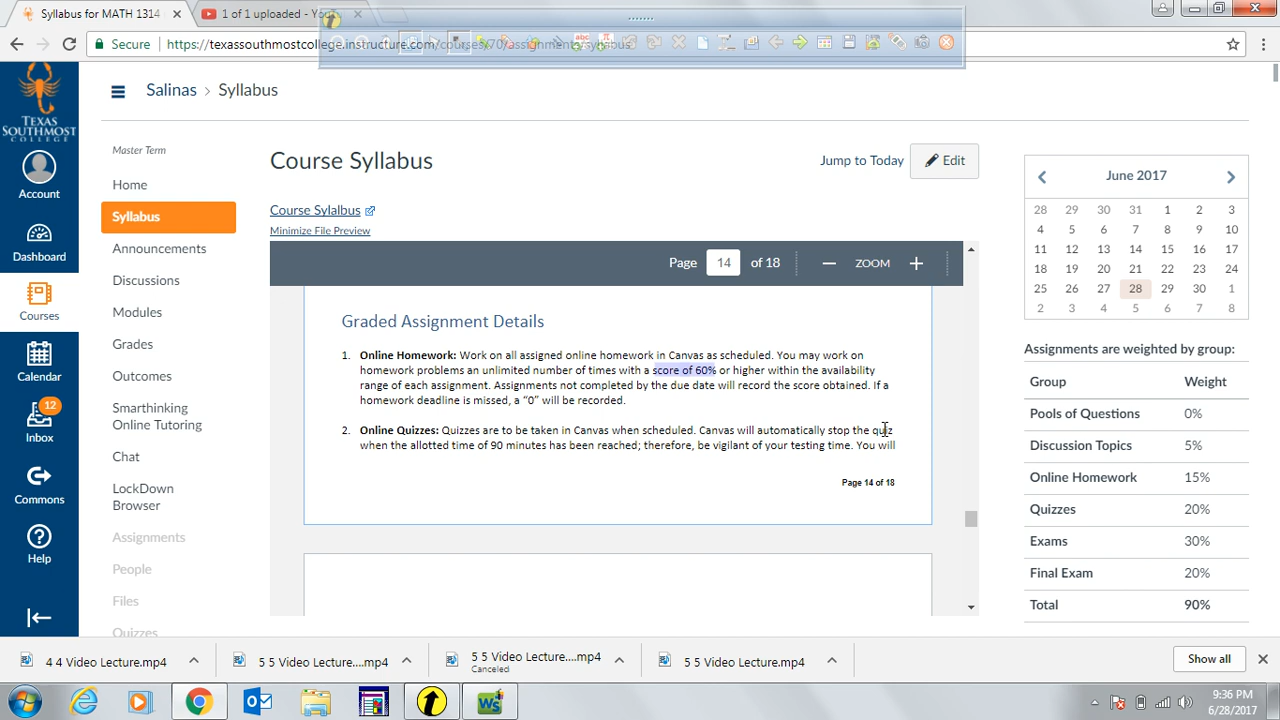 Syllabus for MATH 1314
1 of 1 uploaded - You
Secure
https://texassouthmostcollege.instructure.com/courses/70/assignments/syllabus
TEXAS
SOUTHMOST
COLLEGE
Account
Dashboard
Courses
Calendar
12
Inbox
Commons
Help
Salinas > Syllabus
Master Term
Home
Syllabus
Announcements
Discussions
Modules
Grades
Outcomes
Smarthinking
Online Tutoring
Chat
LockDown
Browser
Assignments
People
Files
Quizzes
Course Syllabus
Jump to Today
Edit
Course Sylalbus
Minimize File Preview
Page 14 of 18
ZOOM
Graded Assignment Details
1. Online Homework: Work on all assigned online homework in Canvas as scheduled. You may work on
homework problems an unlimited number of times with a score of 60% or higher within the availability
range of each assignment. Assignments not completed by the due date will record the score obtained. If a
homework deadline is missed, a “0” will be recorded.
2. Online Quizzes: Quizzes are to be taken in Canvas when scheduled. Canvas will automatically stop the quiz
when the allotted time of 90 minutes has been reached; therefore, be vigilant of your testing time. You will
Page 14 of 18
June 2017
28 29 30 31 1 2 3
4 5 6 7 8 9 10
11 12 13 14 15 16 17
18 19 20 21 22 23 24
25 26 27 28 29 30 1
2 3 4 5 6 7 8
Assignments are weighted by group:
Group Weight
Pools of Questions 0%
Discussion Topics 5%
Online Homework 15%
Quizzes 20%
Exams 30%
Final Exam 20%
Total 90%
4 4 Video Lecture.mp4
5 5 Video Lecture....mp4
5 5 Video Lecture....mp4
Canceled
5 5 Video Lecture.mp4
Show all
9:36 PM
6/28/2017